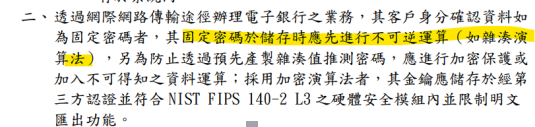 二、透過網際網路傳輸途徑辦理電子銀行之業務,其客戶身分確認資料如
為固定密碼者,其固定密碼於儲存時應先進行不可逆運算(如雜湊演
算法),另為防止透過預先產製雜湊值推測密碼,應進行加密保護或
加入不可得知之資料運算;採用加密演算法者,其金鑰應儲存於經第
三方認證並符合 NIST FIPS 140-2 L3 之硬體安全模組內並限制明文
匯出功能。